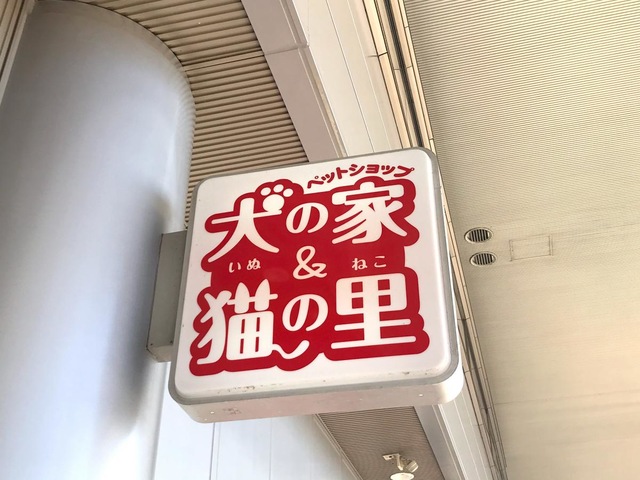 ペットショップ
犬の家
いぬ & ねこ
猫の里